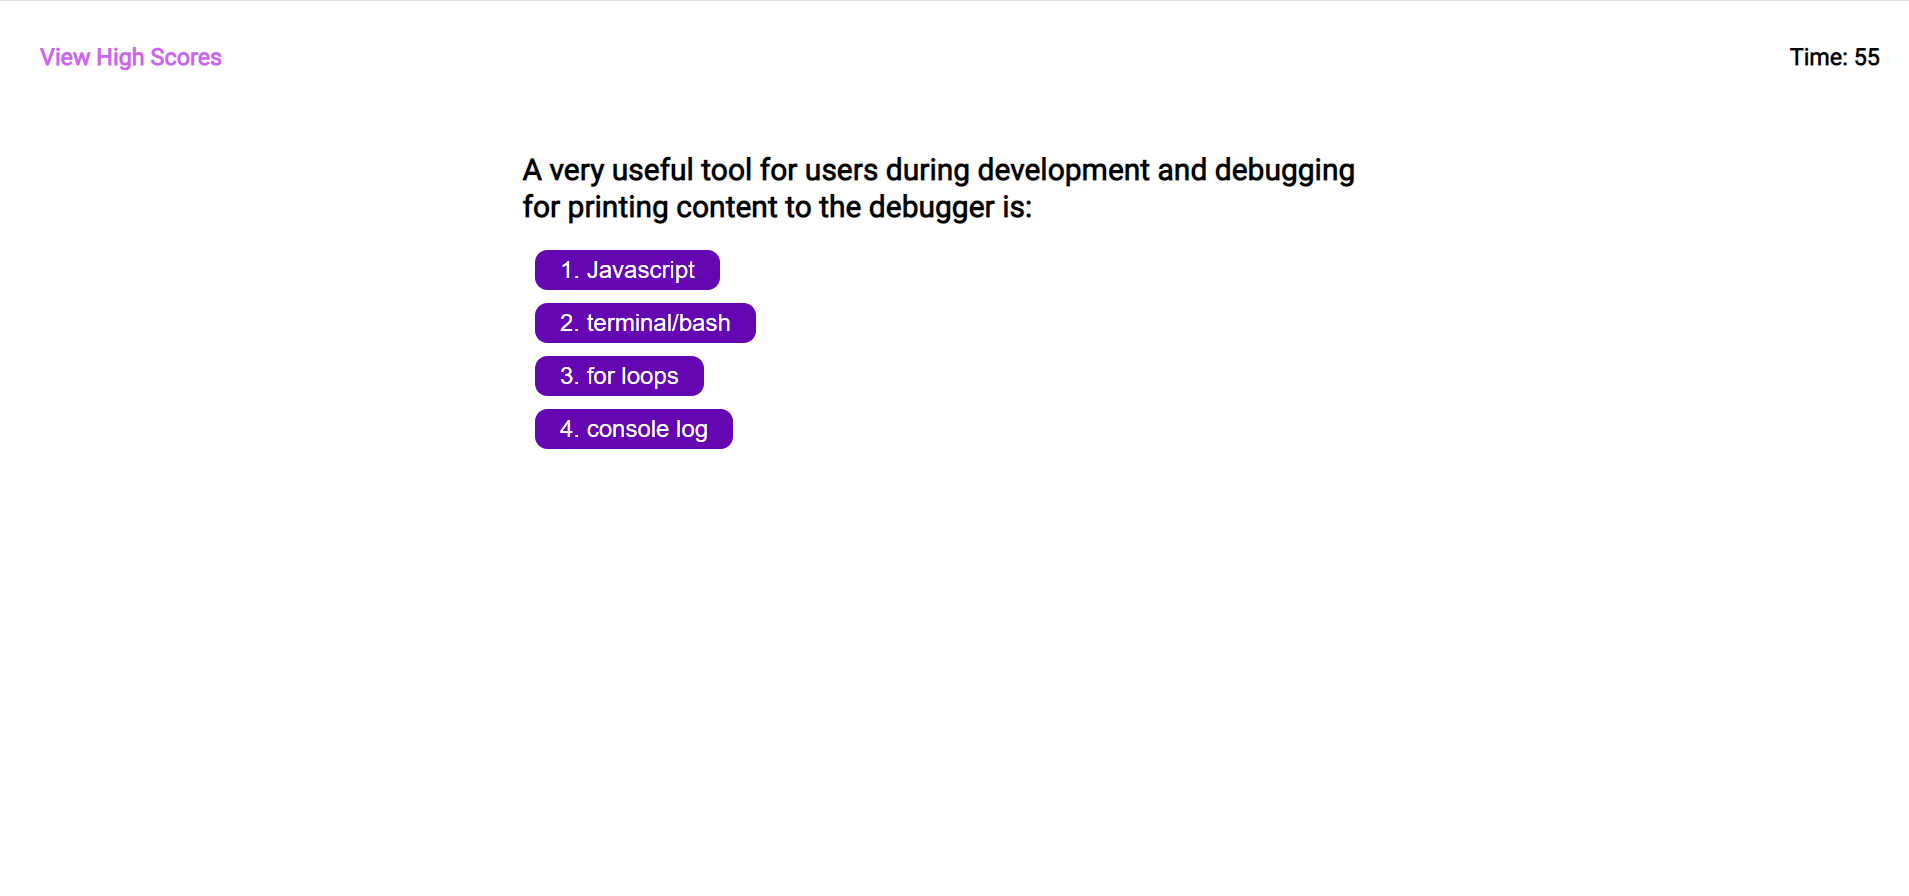 View High Scores
Time: 55
A very useful tool for users during development and debugging
for printing content to the debugger is:
1. Javascript
2. terminal/bash
3. for loops
4. console log